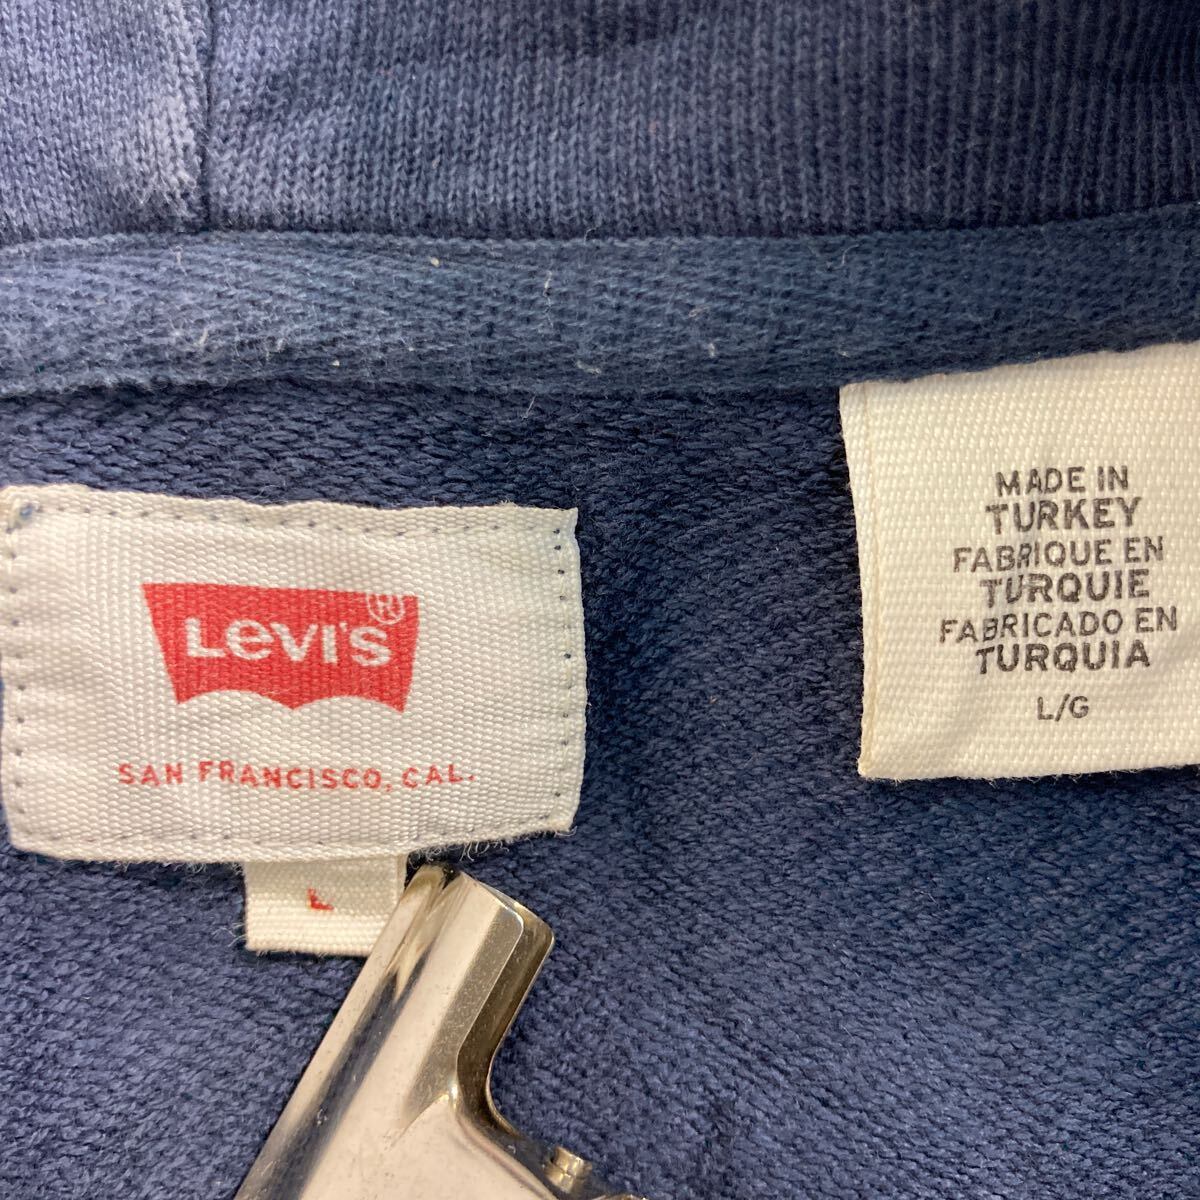 LEVI'S®
SAN FRANCISCO, CAL.
L
MADE IN
TURKEY
FABRIQUE EN
TURQUIE
FABRICADO EN
TURQUIA
L/G